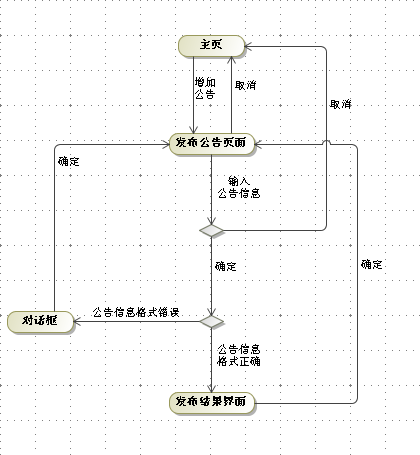 主页
增加
公告
取消
取消
发布公告页面
确定
输入
公告信息
确定
确定
公告信息格式错误
对话框
公告信息
格式正确
发布结果界面